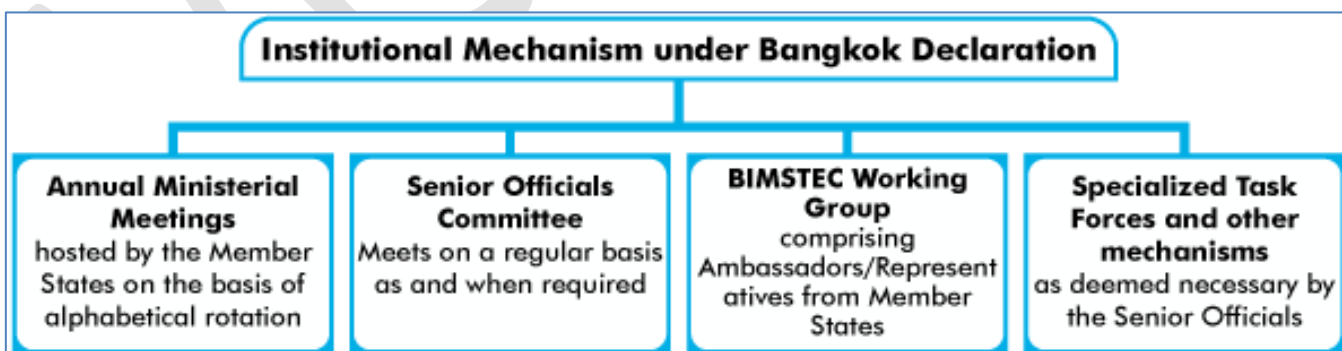 Institutional Mechanism under Bangkok Declaration
Annual Ministerial
Meetings
hosted by the Member
States on the basis of
alphabetical rotation
Senior Officials
Committee
Meets on a regular basis
as and when required
BIMSTEC Working
Group
comprising
Ambassadors/Represent
atives from Member
States
Specialized Task
Forces and other
mechanisms
as deemed necessary by
the Senior Officials